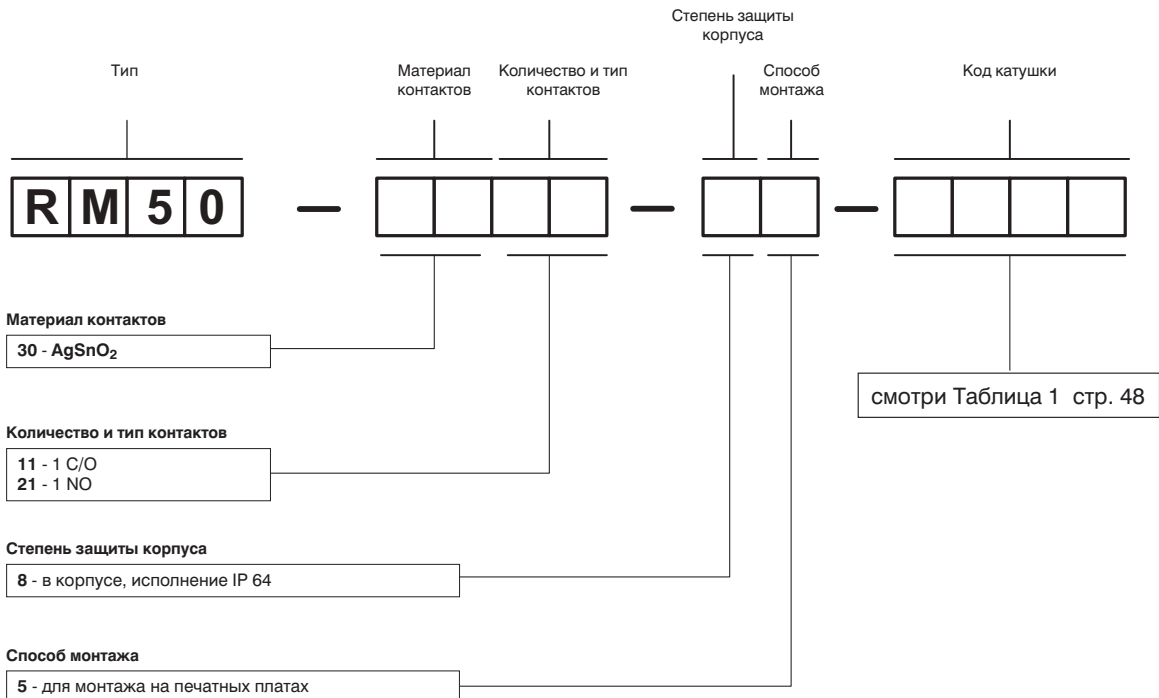 Степень защиты
корпуса
Тип
Материал
контактов
Количество и тип
контактов
Способ
монтажа
Код катушки
RM50 – –  –
Материал контактов
30 - AgSnO2
смотри Таблица 1 стр. 48
Количество и тип контактов
11 - 1 C/O
21 - 1 NO
Степень защиты корпуса
8 - в корпусе, исполнение IP 64
Способ монтажа
5 - для монтажа на печатных платах